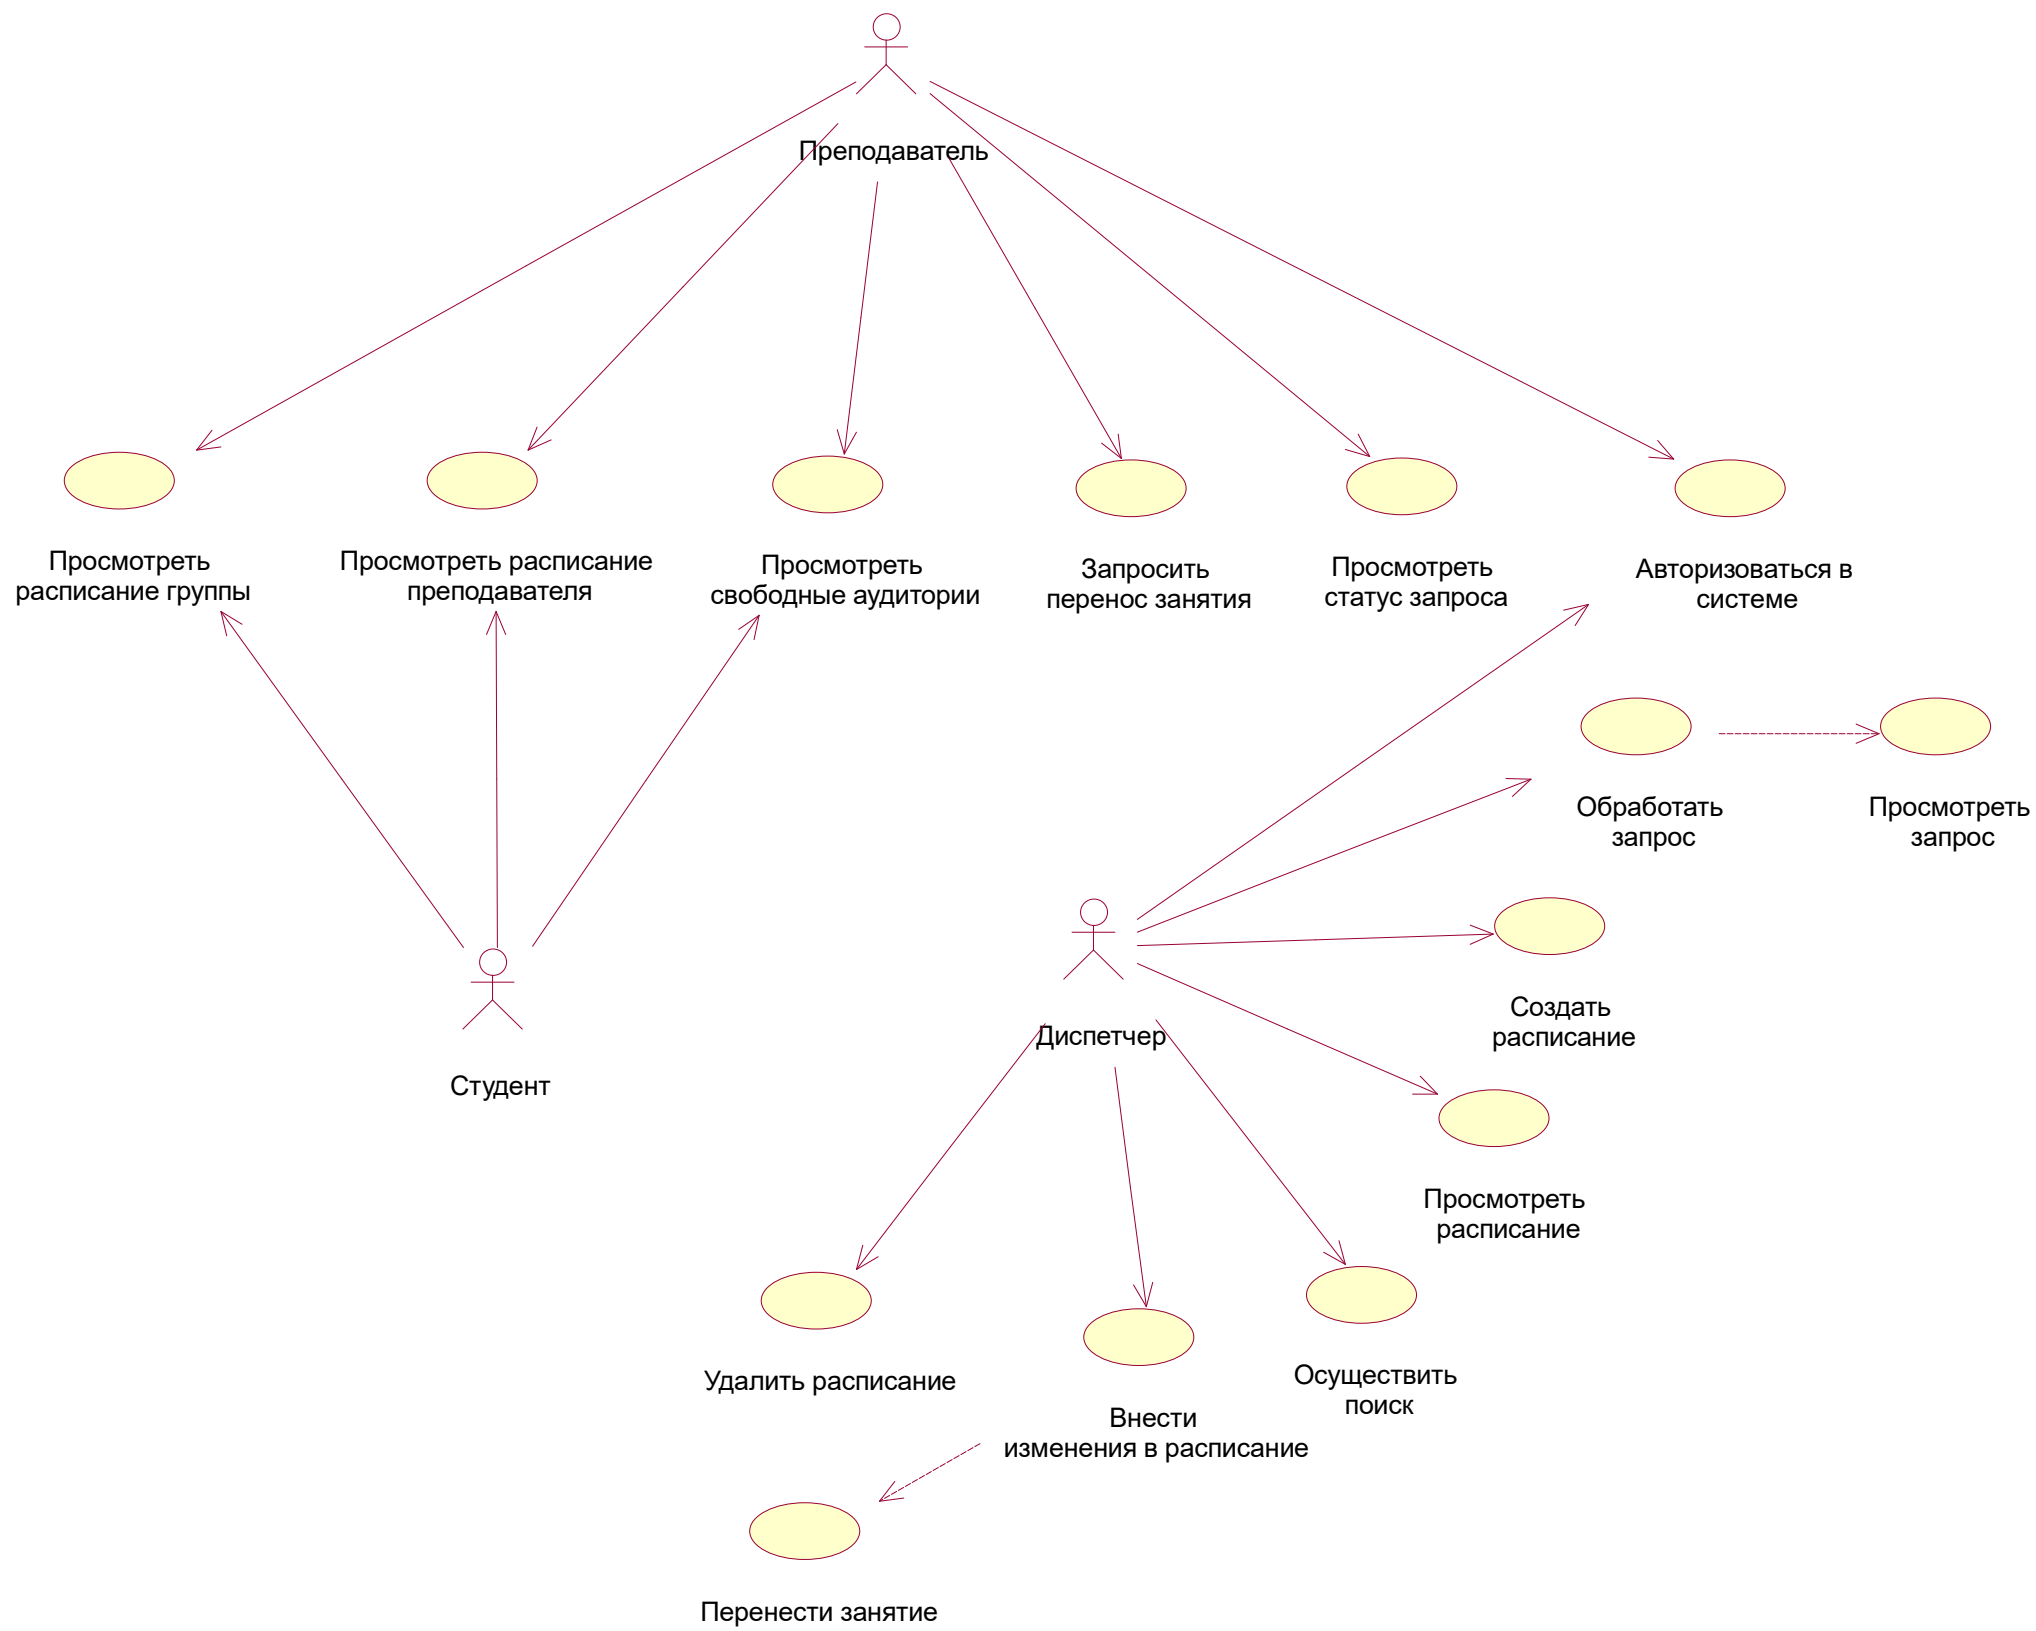 Преподаватель
Просмотреть
расписание группы
Просмотреть расписание
преподавателя
Просмотреть
свободные аудитории
Запросить
перенос занятия
Просмотреть
статус запроса
Авторизоваться в
системе
Обработать
запрос
Просмотреть
запрос
Создать
расписание
Диспетчер
Студент
Просмотреть
расписание
Удалить расписание
Внести
изменения в расписание
Осуществить
поиск
Перенести занятие